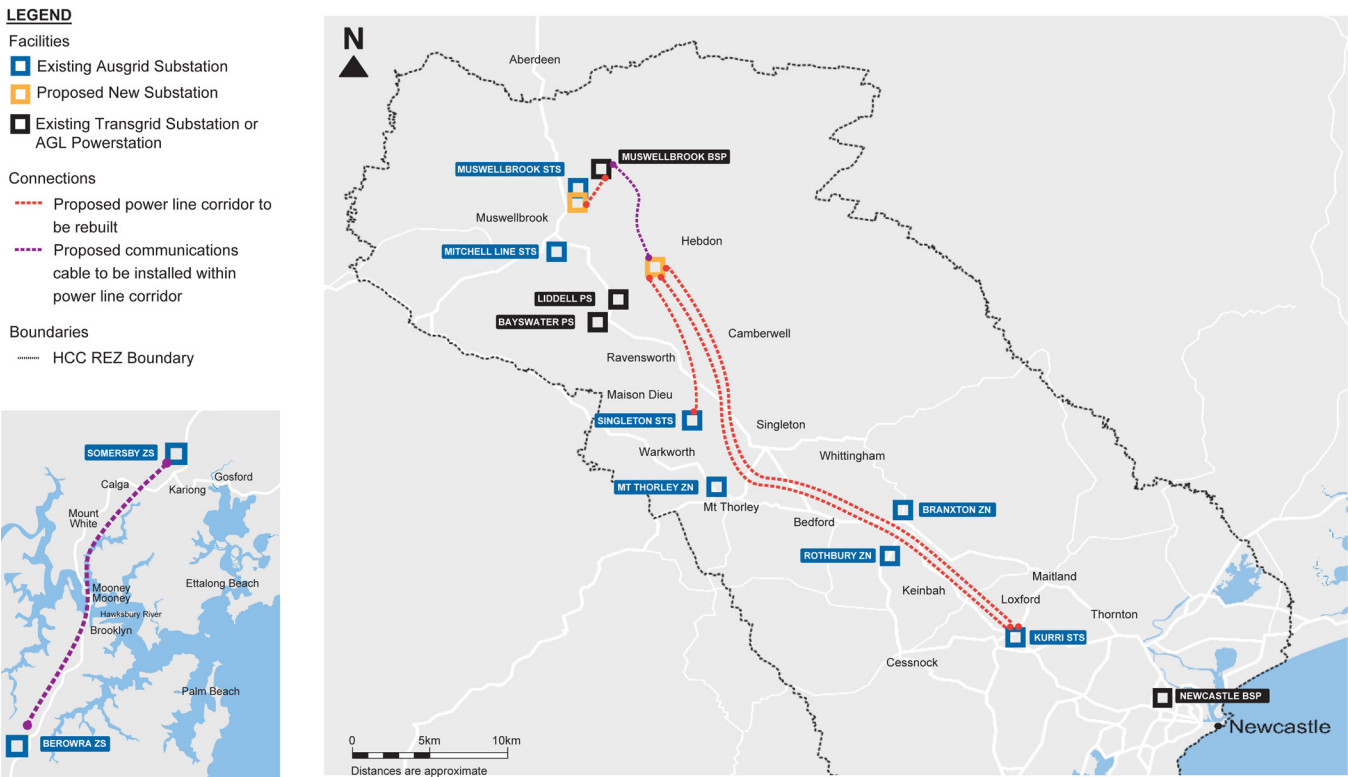 LEGEND
Facilities
Existing Ausgrid Substation
Proposed New Substation
Existing Transgrid Substation or
AGL Powerstation
Connections
Proposed power line corridor to
be rebuilt
Proposed communications
cable to be installed within
power line corridor
Boundaries
HCC REZ Boundary
SOMERSBY ZS
Gosford
Calga
Kariong
Mount
White
Ettalong Beach
Mooney
Mooney
Hawksbury River
Brooklyn
Palm Beach
BEROWRA ZS
N
Aberdeen
MUSWELLBROOK BSP
MUSWELLBROOK STS
Muswellbrook
Hebdon
MITCHELL LINE STS
LIDDELL PS
BAYSWATER PS
Camberwell
Ravensworth
Maison Dieu
SINGLETON STS
Singleton
Warkworth
Whittingham
MT THORLEY ZN
Mt Thorley
BRANXTON ZN
Bedford
ROTHBURY ZN
Maitland
Keinbah
Loxford
Thornton
KURRI STS
Cessnock
NEWCASTLE BSP
Newcastle
0 5km 10km
Distances are approximate